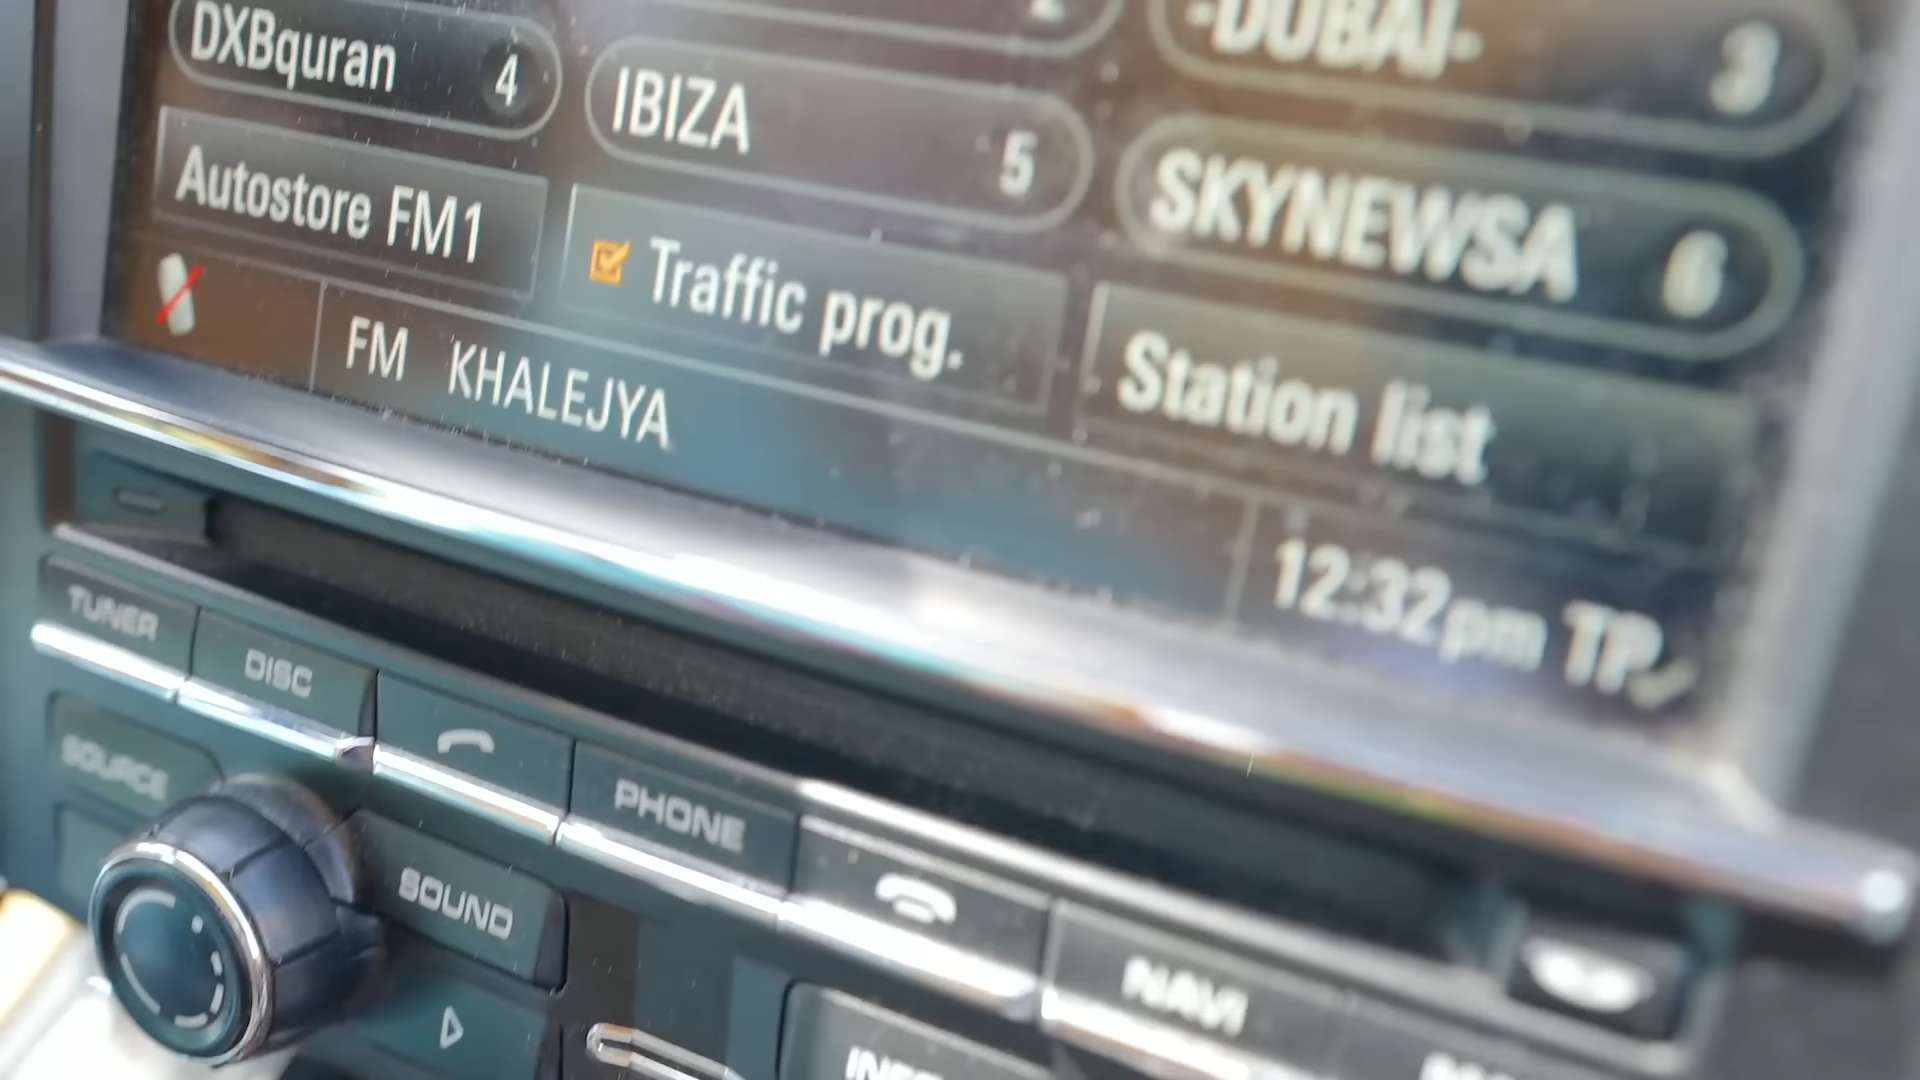 -DUBAI- 3
DXBquran 4
IBIZA 5
SKYNEWSA 6
Autostore FM1
Traffic prog.
Station list
FM KHALEJYA
12:32pm TP
TUNER
DISC
PHONE
NAVI
SOURCE
SOUND